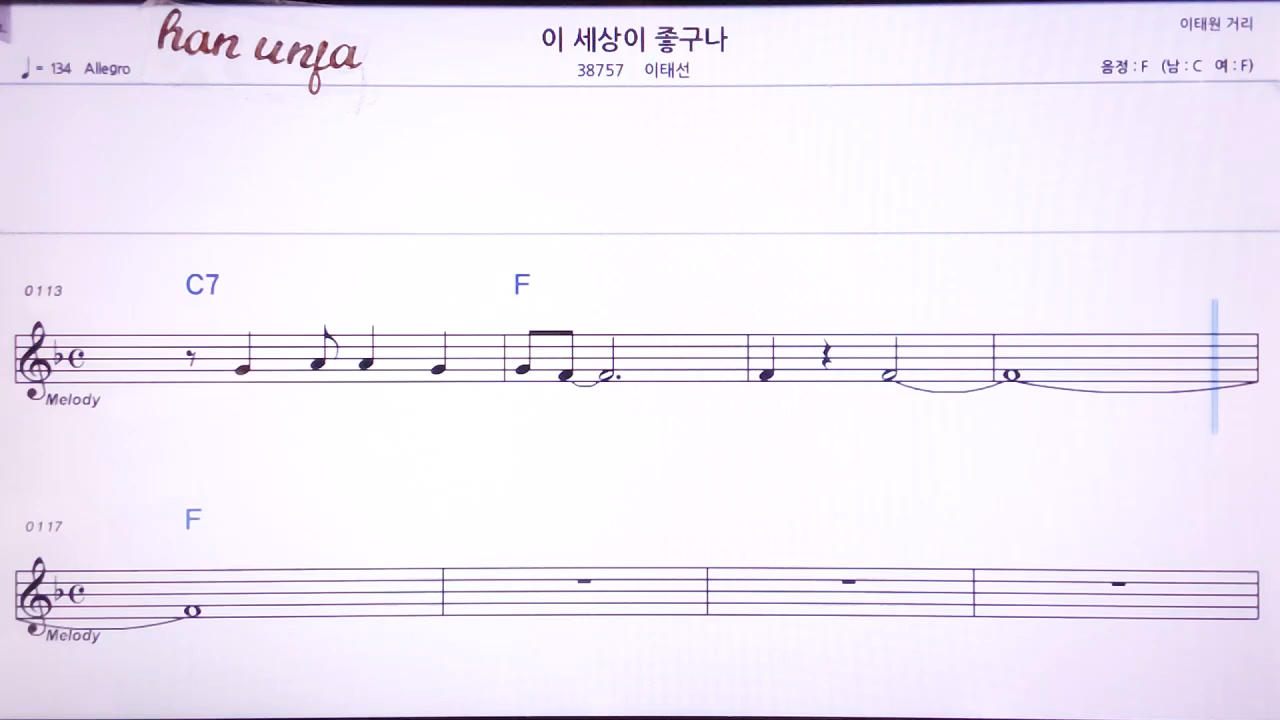 han unfa
이 세상이 좋구나
이태원 거리
♩= 134 Allegro
38757 이태선
음정 : F (남 : C 여 : F)
C7 F
0113
Melody
F
0117
Melody